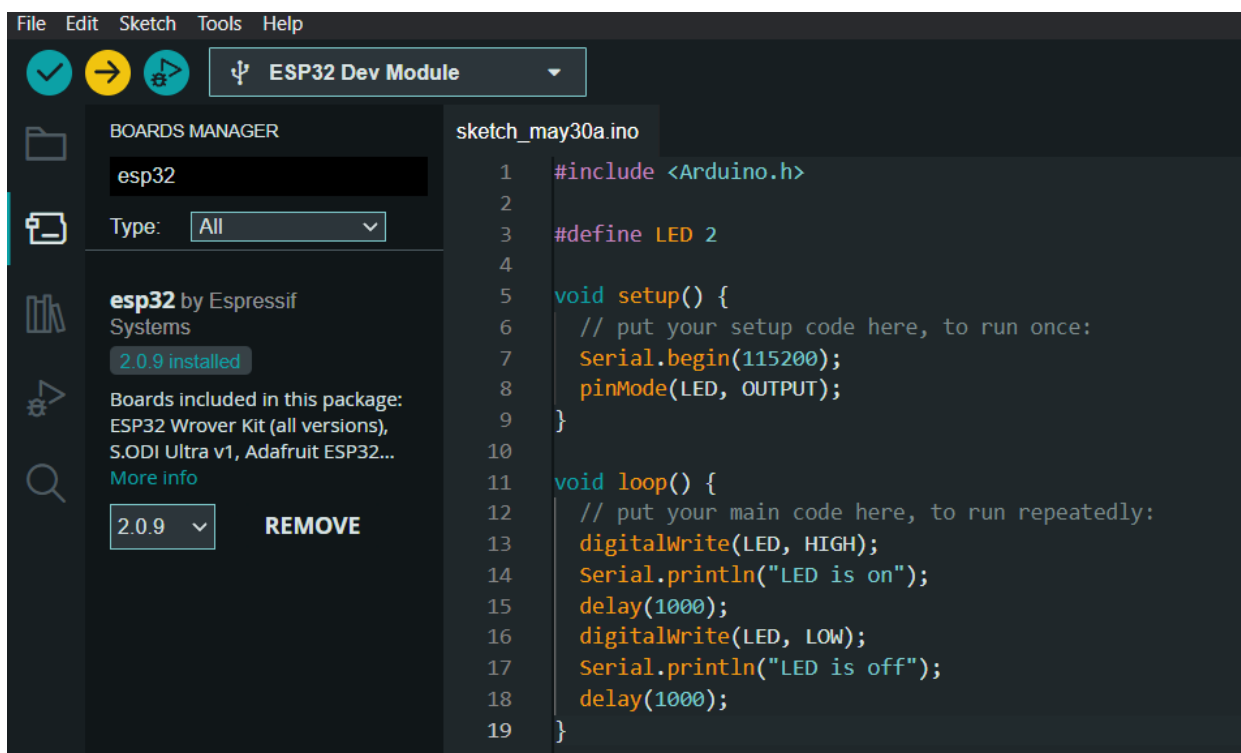 File Edit Sketch Tools Help
ESP32 Dev Module
BOARDS MANAGER
esp32
Type: All
esp32 by Espressif
Systems
2.0.9 installed
Boards included in this package:
ESP32 Wrover Kit (all versions),
S.ODI Ultra v1, Adafruit ESP32...
More info
2.0.9 REMOVE
sketch_may30a.ino
1 #include <Arduino.h>
2
3 #define LED 2
4
5 void setup() {
6   // put your setup code here, to run once:
7   Serial.begin(115200);
8   pinMode(LED, OUTPUT);
9 }
10
11 void loop() {
12   // put your main code here, to run repeatedly:
13   digitalWrite(LED, HIGH);
14   Serial.println("LED is on");
15   delay(1000);
16   digitalWrite(LED, LOW);
17   Serial.println("LED is off");
18   delay(1000);
19 }